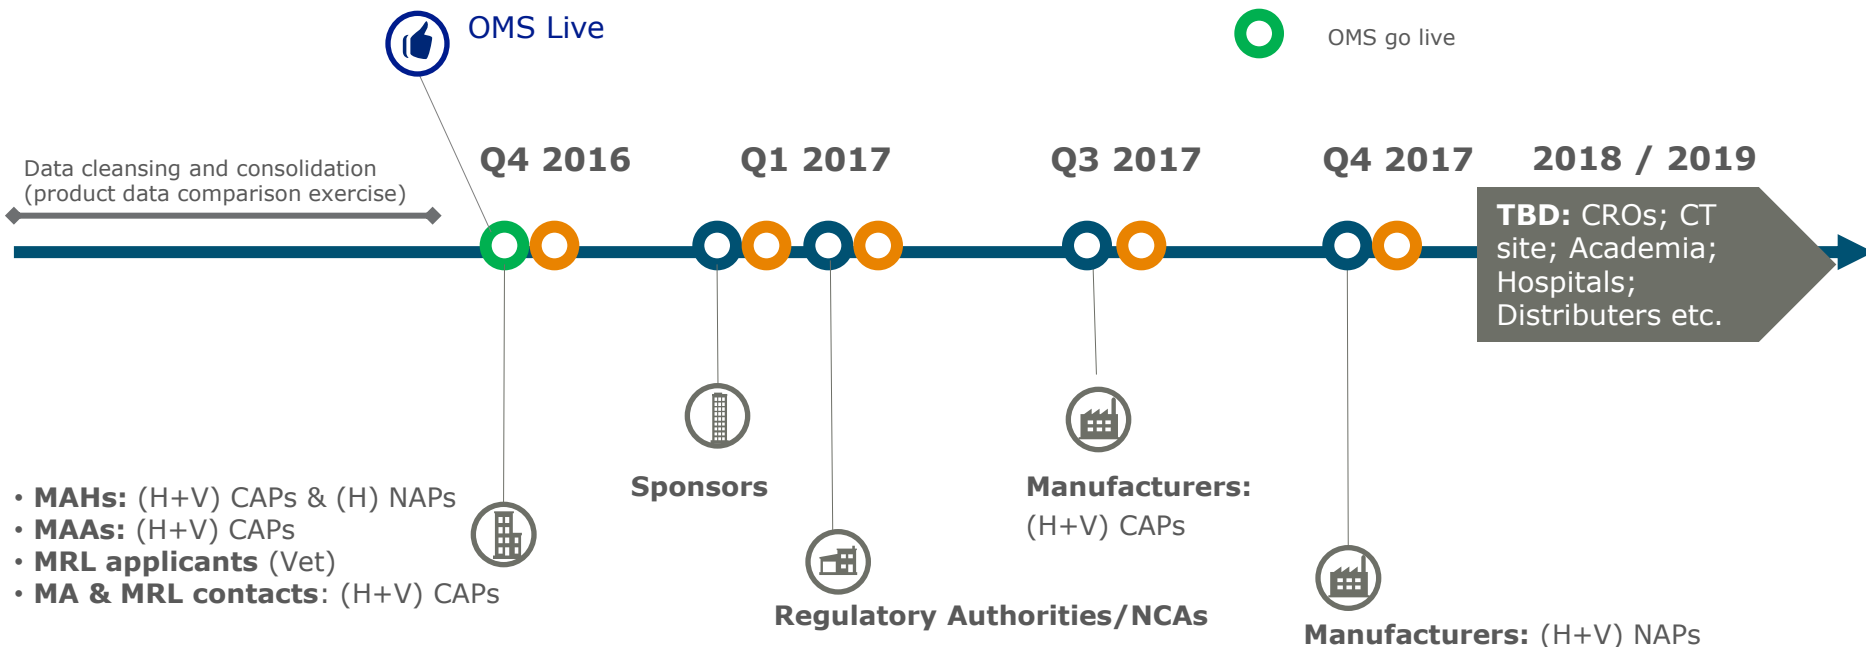 OMS Live
OMS go live
Data cleansing and consolidation
(product data comparison exercise)
Q4 2016
Q1 2017
Q3 2017
Q4 2017
2018 / 2019
TBD: CROs; CT
site; Academia;
Hospitals;
Distributers etc.
• MAHs: (H+V) CAPs & (H) NAPs
• MAAs: (H+V) CAPs
• MRL applicants (Vet)
• MA & MRL contacts: (H+V) CAPs
Sponsors
Regulatory Authorities/NCAs
Manufacturers:
(H+V) CAPs
Manufacturers: (H+V) NAPs